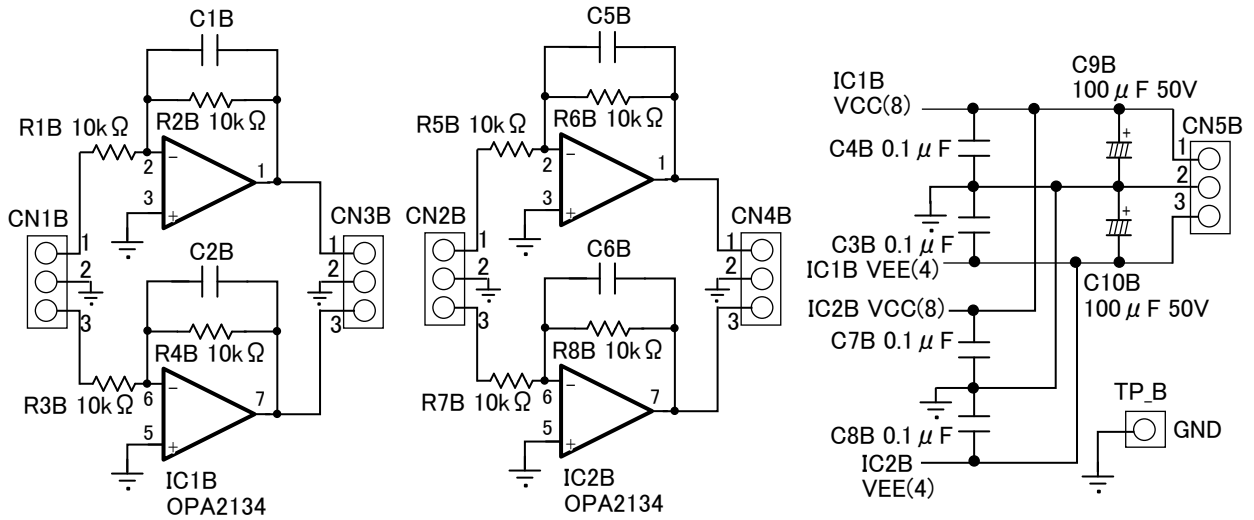 C1B
R1B 10kΩ
R2B 10kΩ
2
−
1
3
+
CN1B
1
2
3
CN3B
1
2
3
C2B
R4B 10kΩ
R3B 10kΩ
6
−
7
5
+
IC1B
OPA2134
C5B
R5B 10kΩ
R6B 10kΩ
2
−
1
3
+
CN2B
1
2
3
CN4B
1
2
3
C6B
R8B 10kΩ
R7B 10kΩ
6
−
7
5
+
IC2B
OPA2134
IC1B
VCC(8)
C9B
100μF 50V
CN5B
C4B 0.1μF
+
1
2
3
C3B 0.1μF
+
IC1B VEE(4)
C10B
100μF 50V
IC2B VCC(8)
C7B 0.1μF
C8B 0.1μF
IC2B
VEE(4)
TP_B
GND